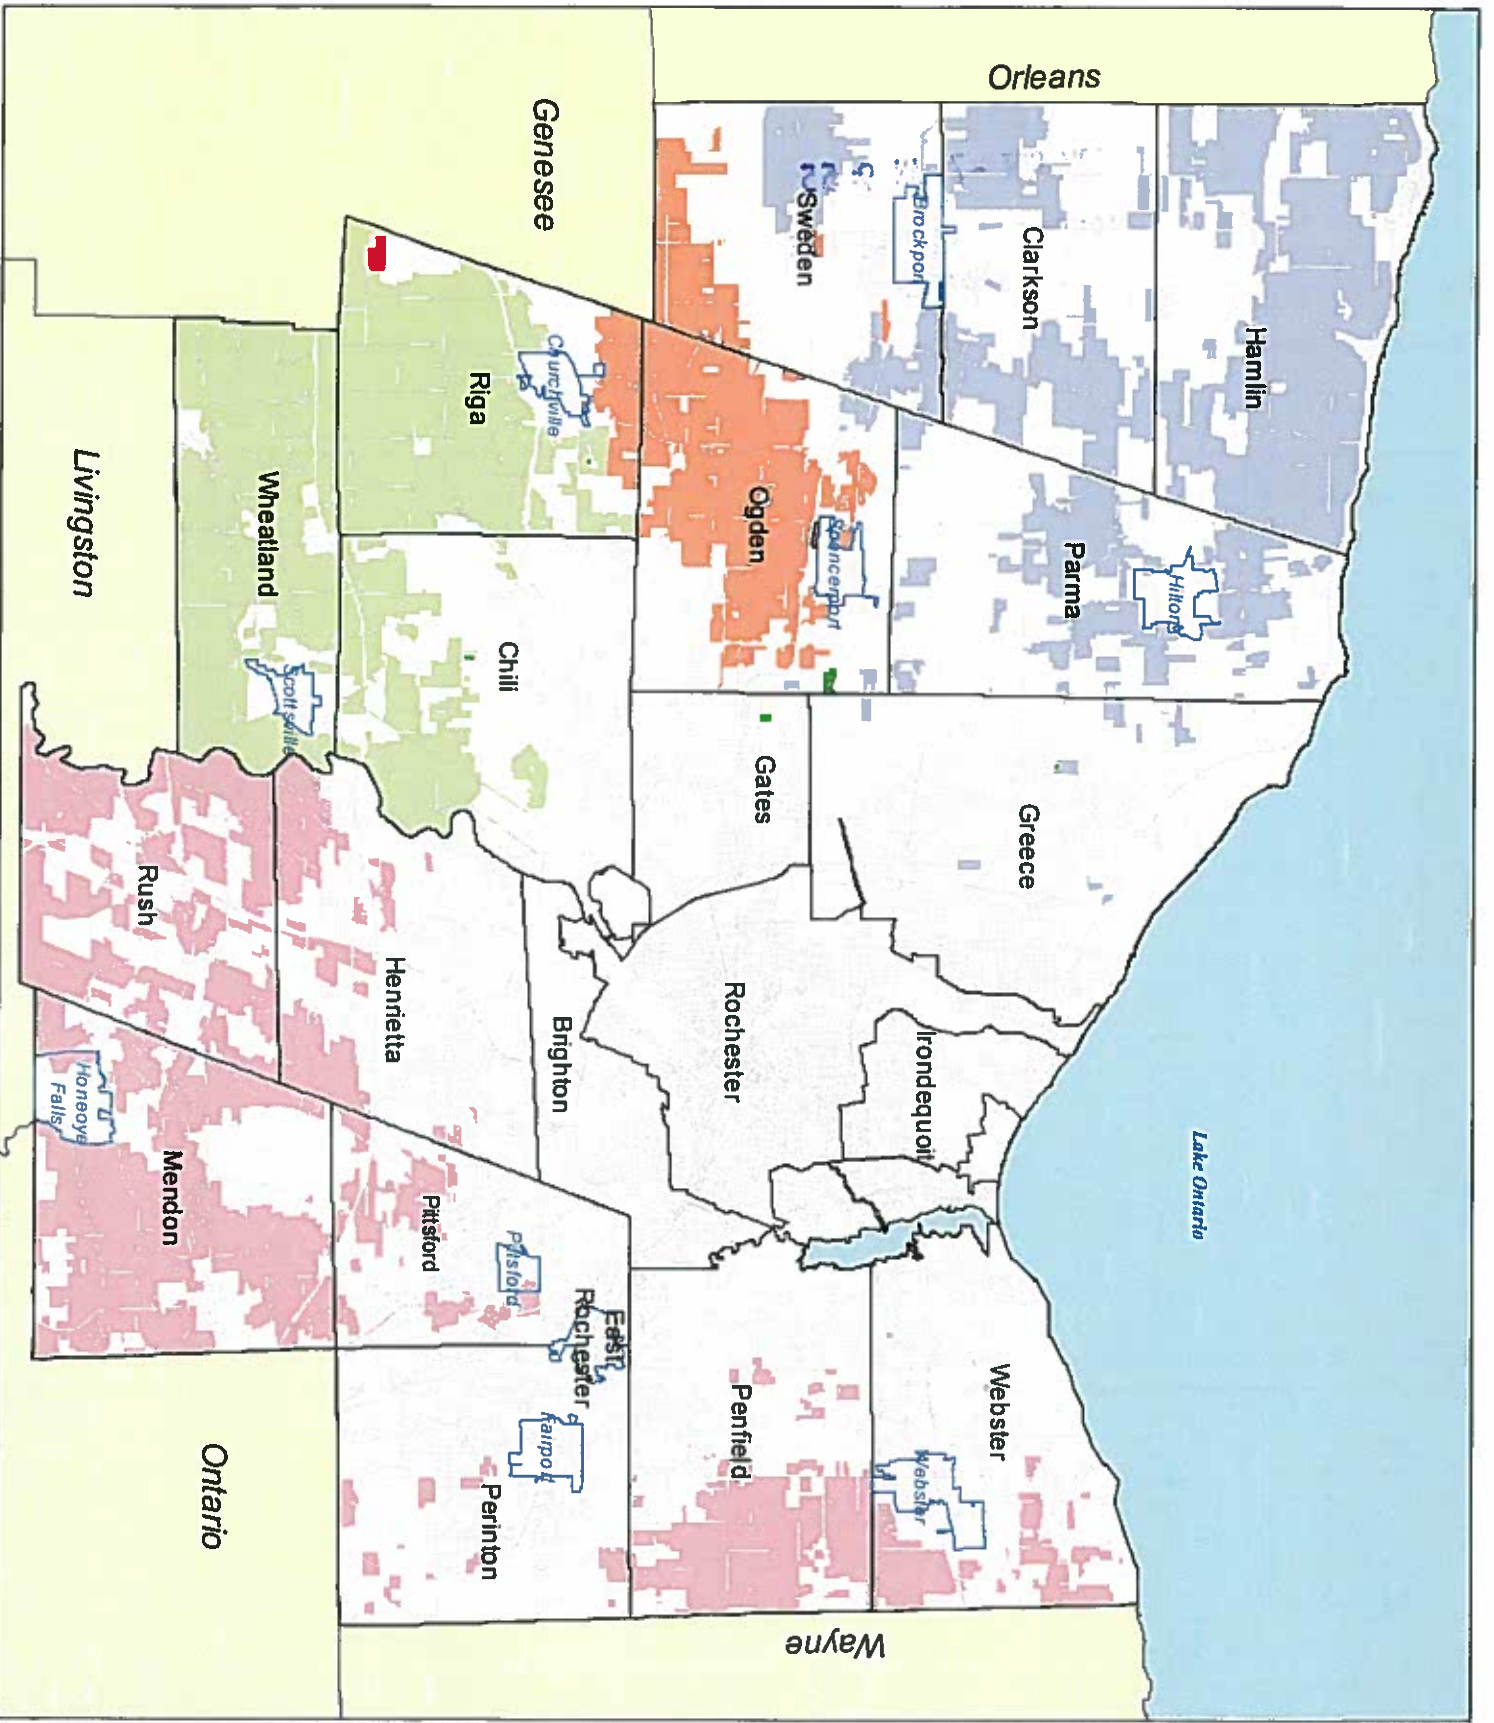 Lake Ontario
Orleans
Hamlin
Clarkson
Parma
Hilton
Greece
Irondequoit
Webster
Webster
Brockport
Sweden
Spencerport
Ogden
Gates
Rochester
Penfield
Wayne
Genesee
Churchville
Riga
Chili
Brighton
East
Rochester
Fairport
Perinton
Pittsford
Pittsford
Henrietta
Wheatland
Scottsville
Rush
Mendon
Honeoye
Falls
Livingston
Ontario